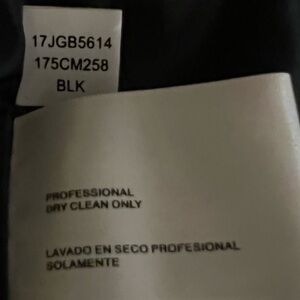 17JGB5614
175CM258
BLK
PROFESSIONAL
DRY CLEAN ONLY
LAVADO EN SECO PROFESIONAL
SOLAMENTE